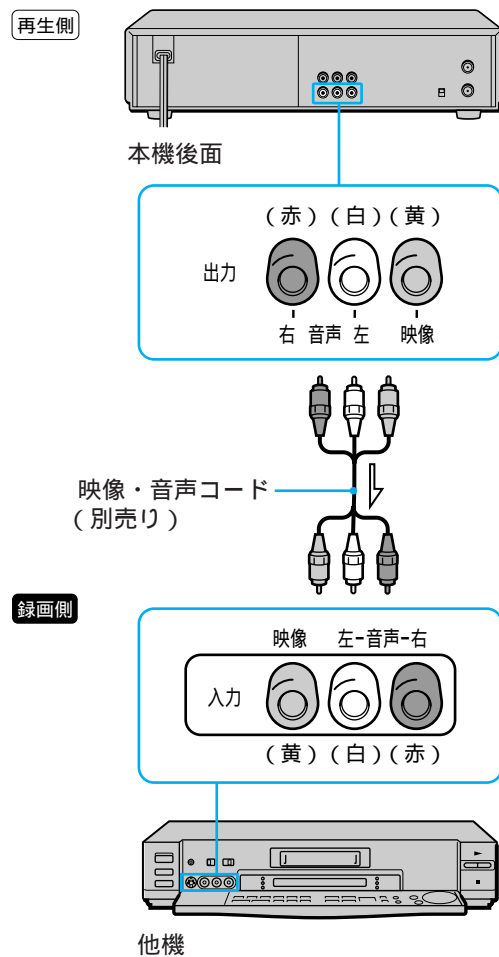 再生側
本機後面
(赤)(白)(黄)
出力
右 音声 左 映像
映像・音声コード
(別売り)
録画側
映像 左-音声-右
入力
(黄)(白)(赤)
他機